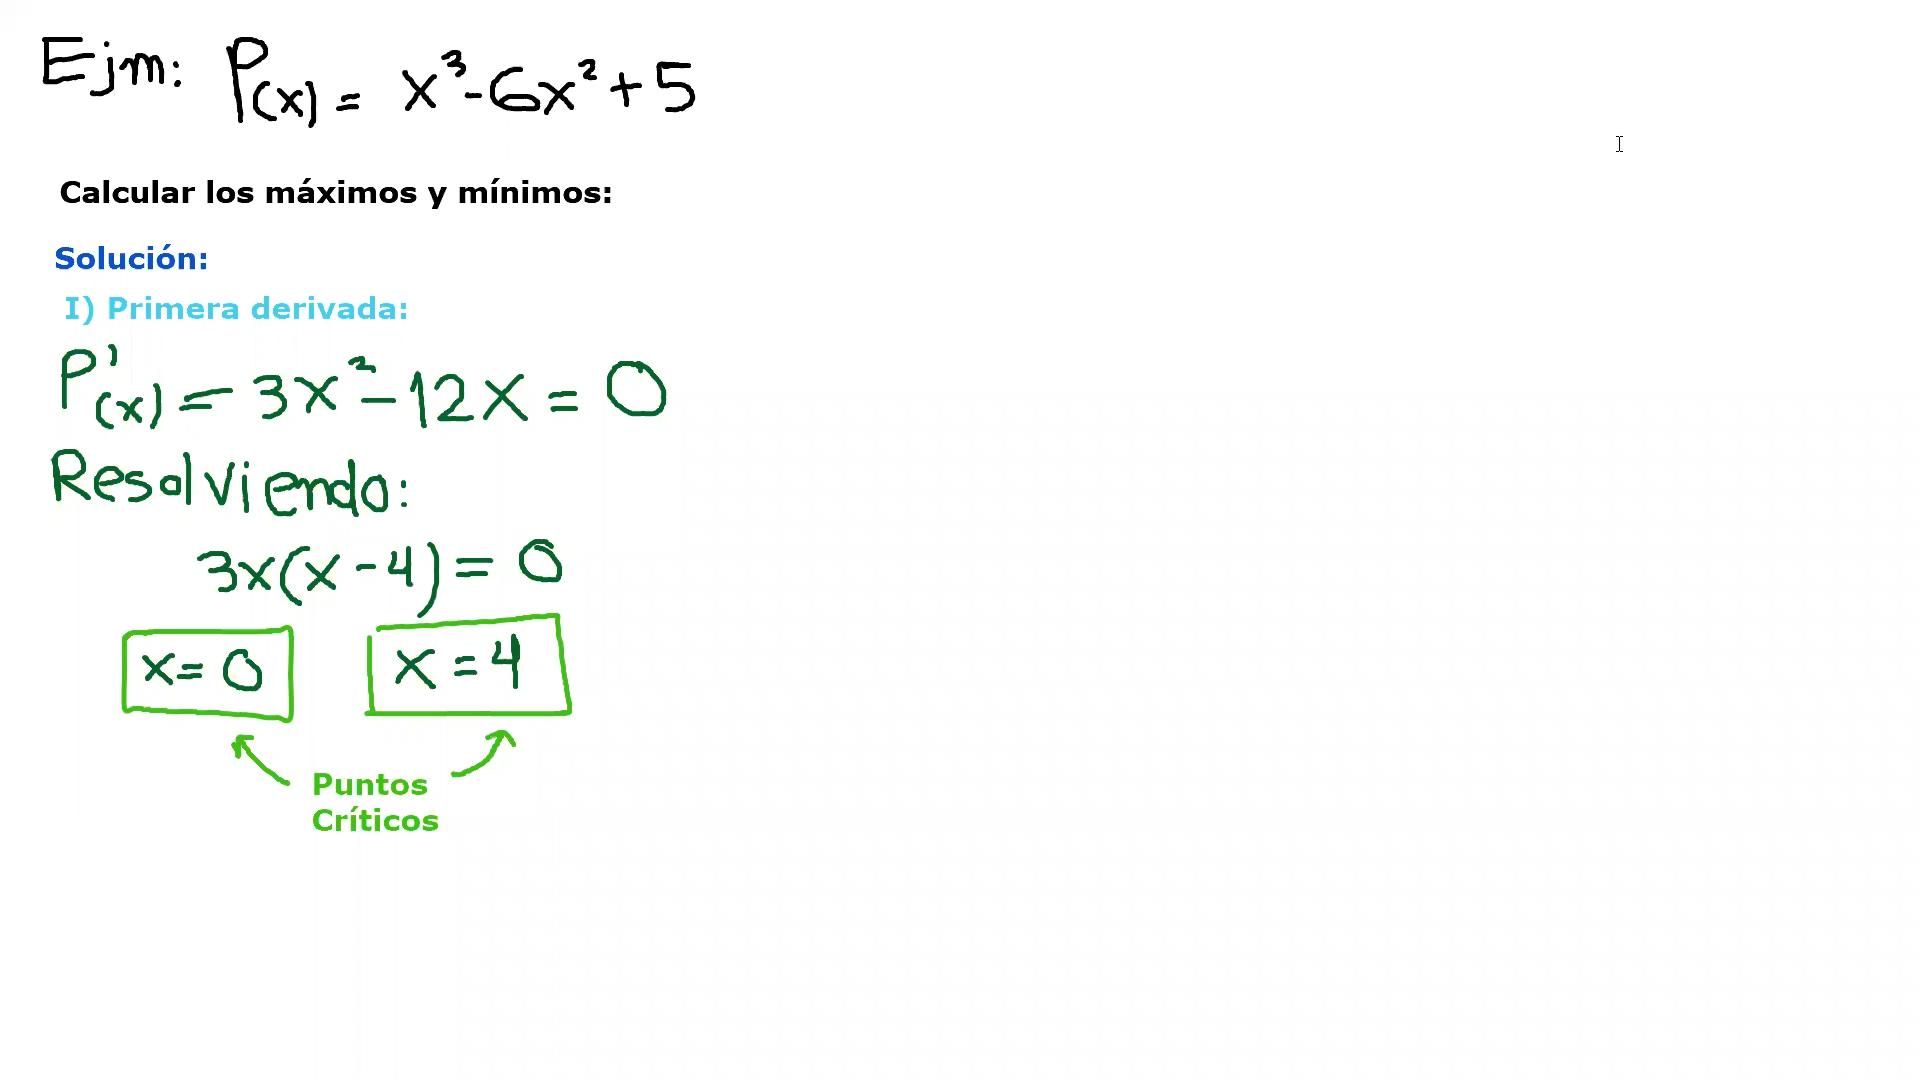 Ejm: P(x) = x³-6x²+5
Calcular los máximos y mínimos:
Solución:
I) Primera derivada:
P'(x) = 3x²-12x = 0
Resolviendo:
3x(x-4) = 0
x=0 x=4
Puntos
Críticos